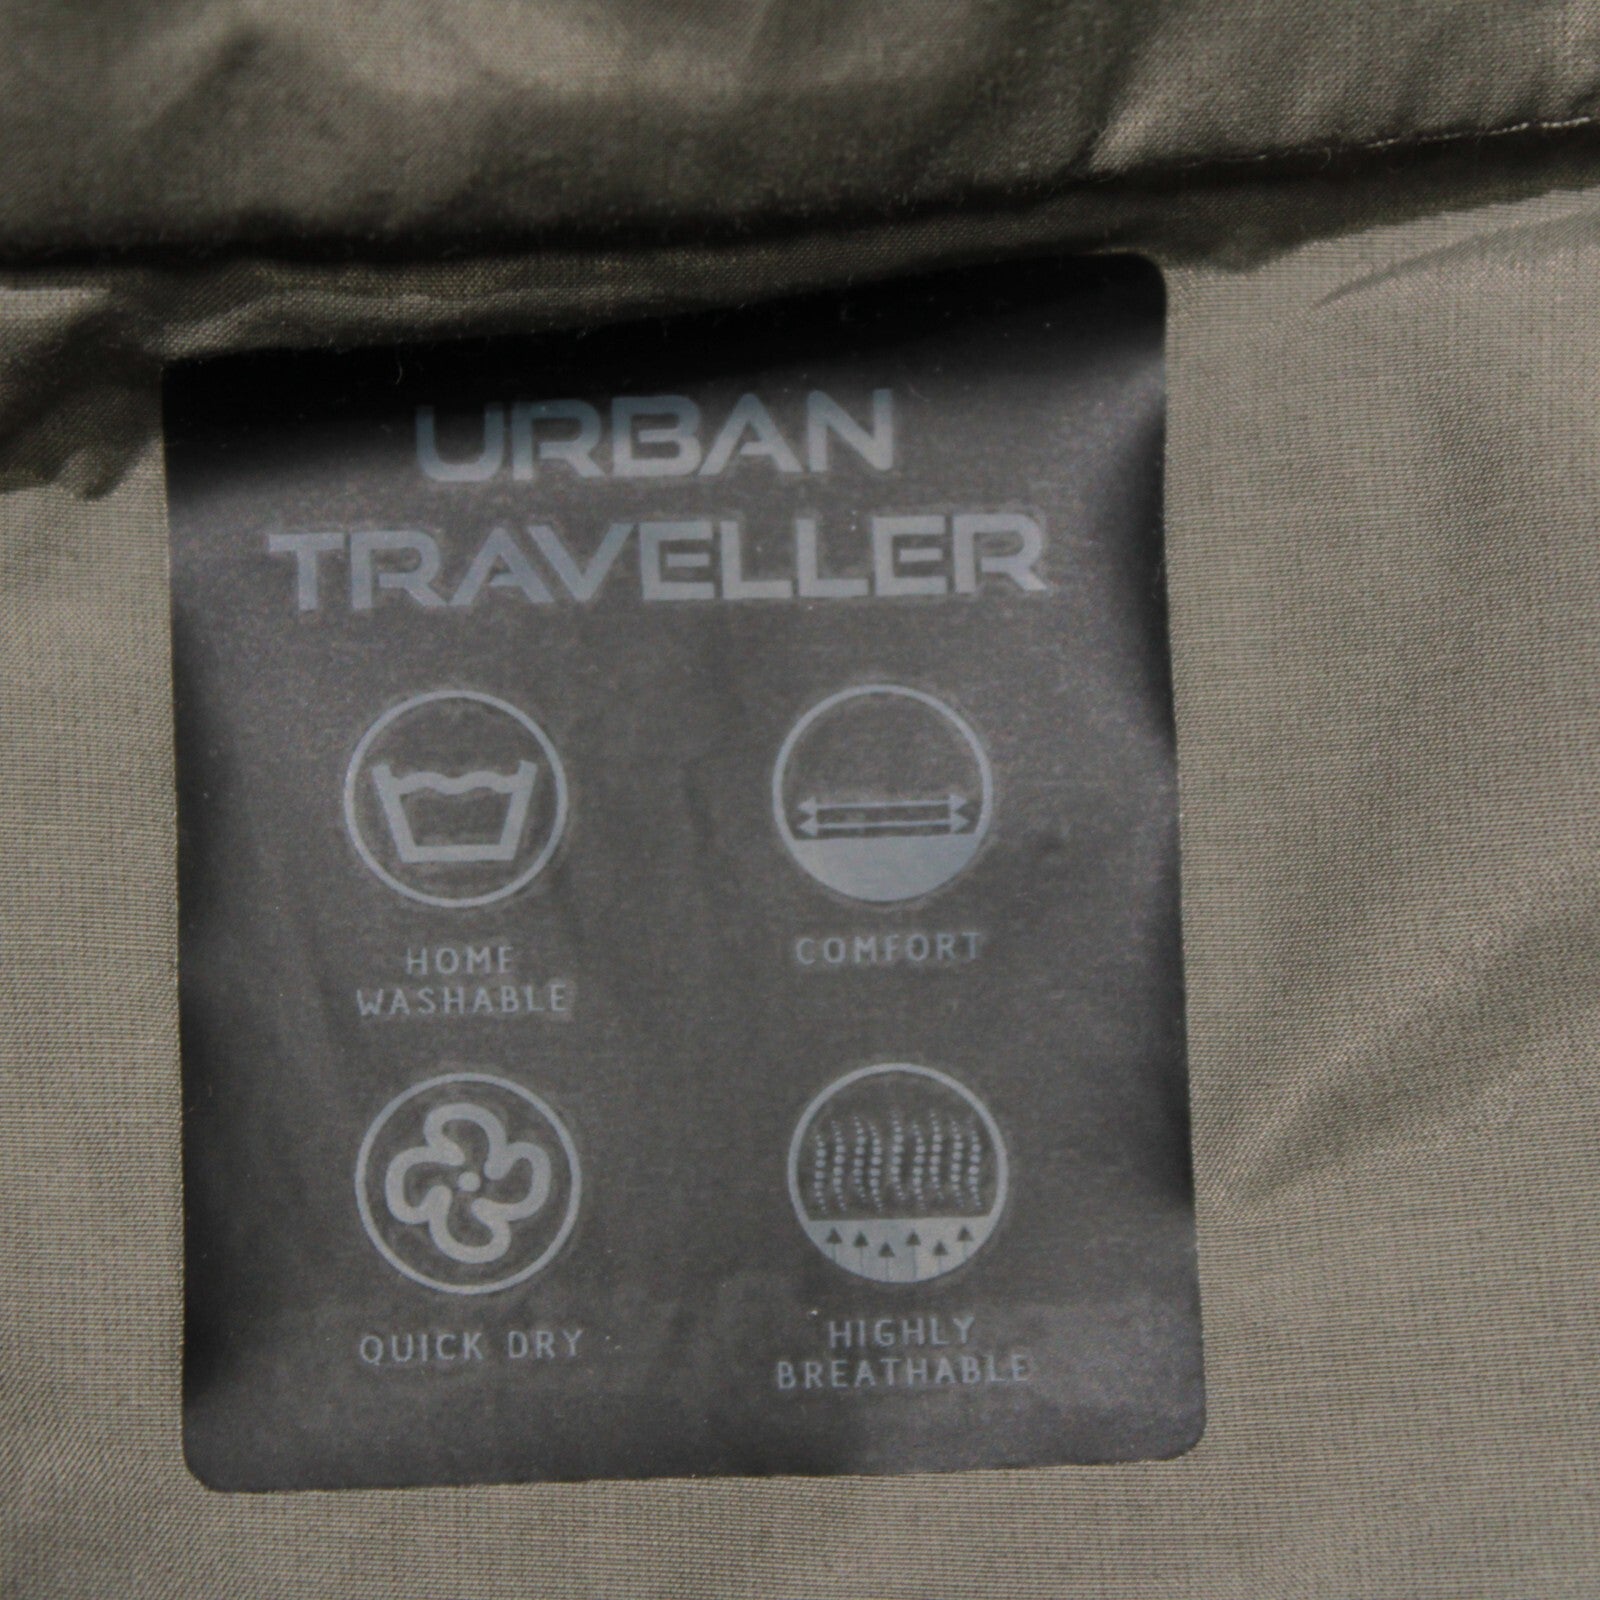 URBAN
TRAVELLER
HOME
WASHABLE
COMFORT
QUICK DRY
HIGHLY
BREATHABLE